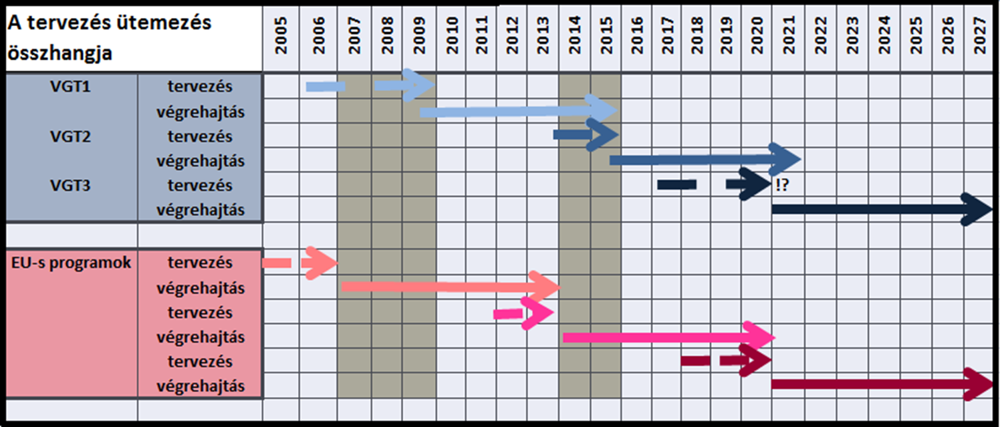 A tervezés ütemezés
összhangja
2005 2006 2007 2008 2009 2010 2011 2012 2013 2014 2015 2016 2017 2018 2019 2020 2021 2022 2023 2024 2025 2026 2027
VGT1 tervezés
végrehajtás
VGT2 tervezés
végrehajtás
VGT3 tervezés !?
végrehajtás
EU-s programok tervezés
végrehajtás
tervezés
végrehajtás
tervezés
végrehajtás